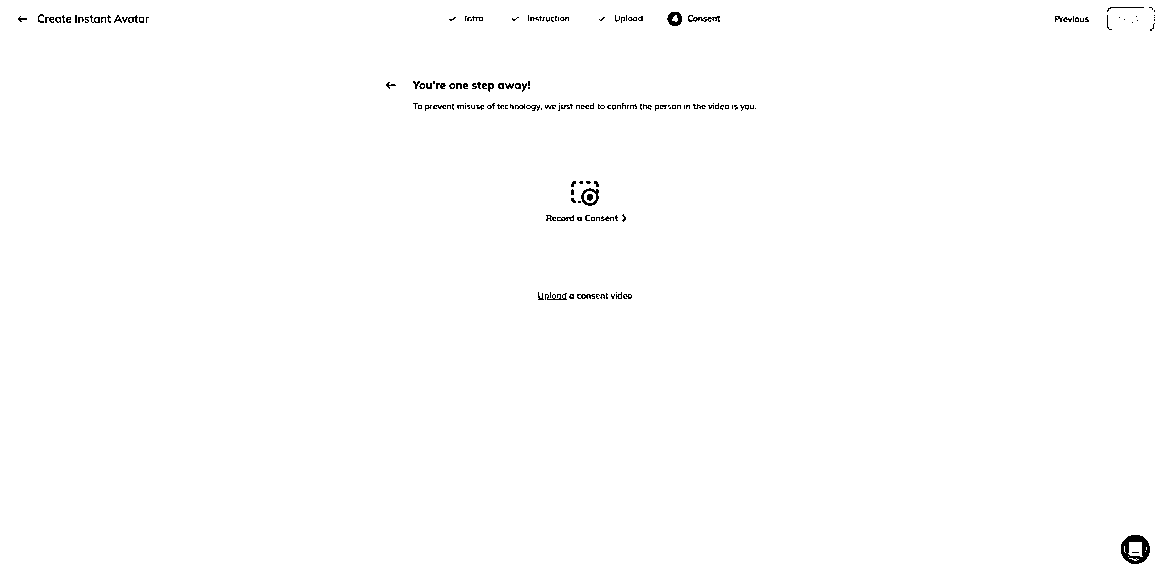 Create Instant Avatar
Intro
Instruction
Upload
4 Consent
Previous
You're one step away!
To prevent misuse of technology, we just need to confirm the person in the video is you.
Record a Consent
Upload a consent video